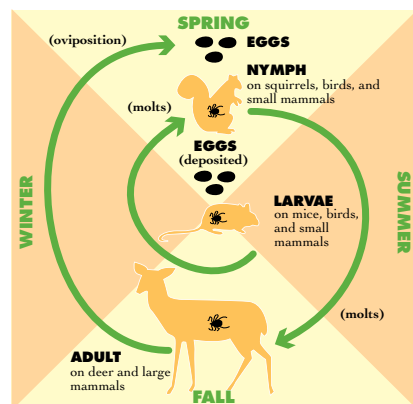 SPRING
(oviposition)
EGGS
NYMPH
on squirrels, birds, and
small mammals
(molts)
EGGS
(deposited)
WINTER
SUMMER
LARVAE
on mice, birds,
and small
mammals
(molts)
ADULT
on deer and large
mammals
FALL